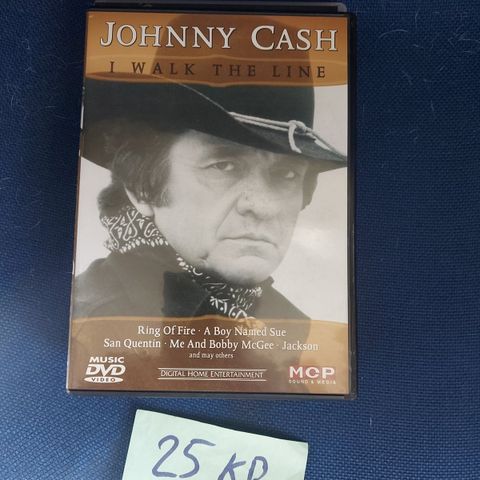 JOHNNY CASH
I WALK THE LINE
Ring Of Fire · A Boy Named Sue
San Quentin · Me And Bobby McGee · Jackson
and may others
MUSIC
DVD
VIDEO
DIGITAL HOME ENTERTAINMENT
MCP
SOUND & MEDIA
25 KR